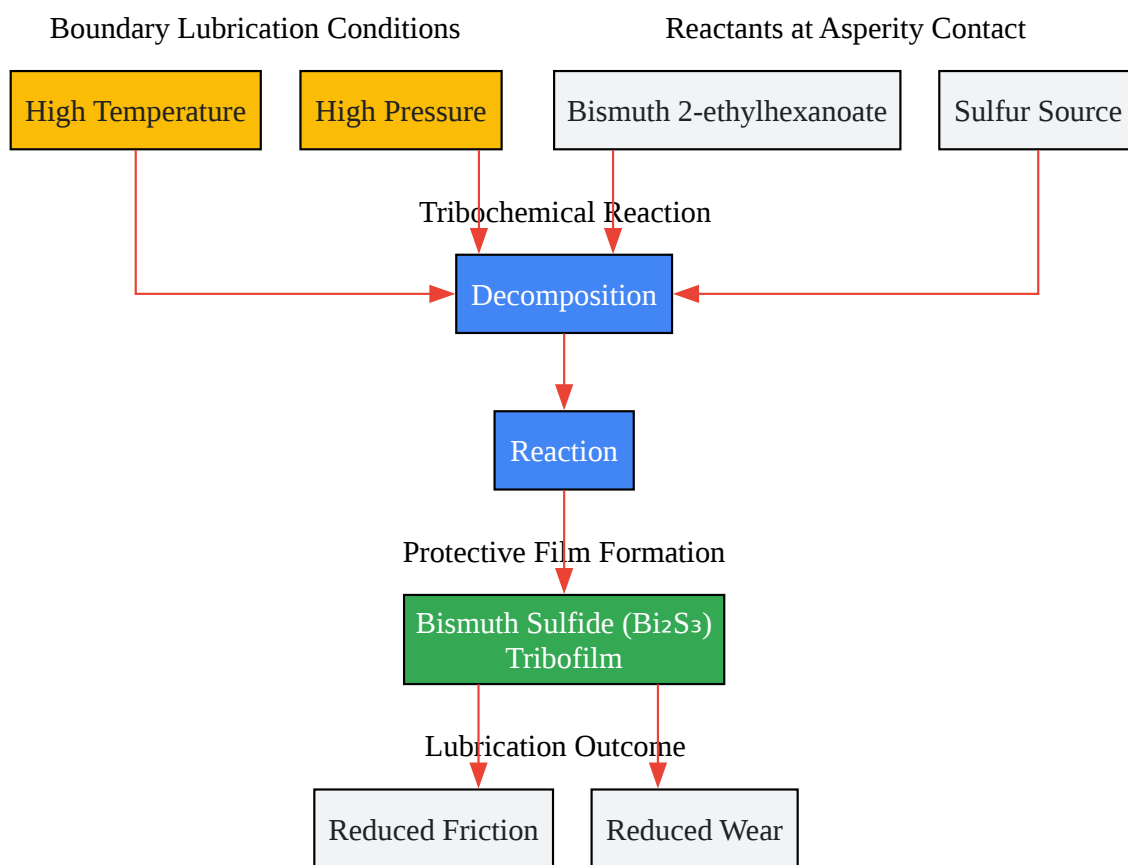 Boundary Lubrication Conditions
Reactants at Asperity Contact
High Temperature
High Pressure
Bismuth 2-ethylhexanoate
Sulfur Source
Tribochemical Reaction
Decomposition
Reaction
Protective Film Formation
Bismuth Sulfide (Bi₂S₃)
Tribofilm
Lubrication Outcome
Reduced Friction
Reduced Wear